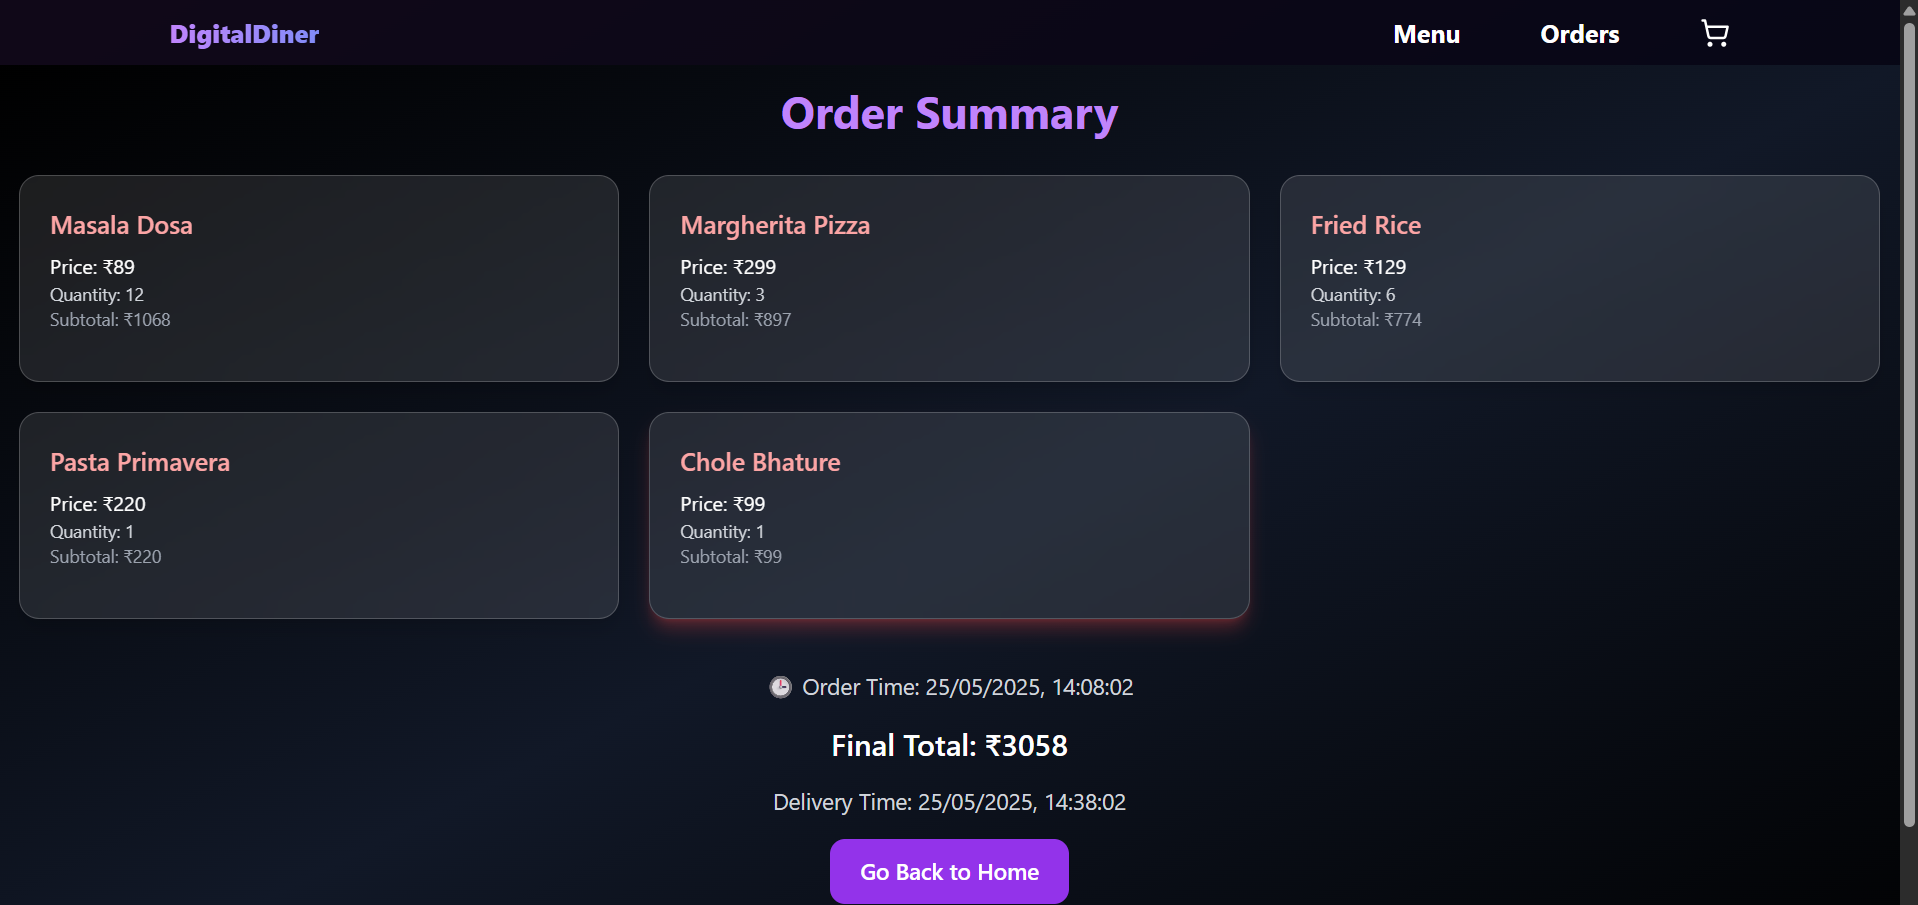 DigitalDiner
Menu
Orders
Order Summary
Masala Dosa
Price: ₹89
Quantity: 12
Subtotal: ₹1068
Margherita Pizza
Price: ₹299
Quantity: 3
Subtotal: ₹897
Fried Rice
Price: ₹129
Quantity: 6
Subtotal: ₹774
Pasta Primavera
Price: ₹220
Quantity: 1
Subtotal: ₹220
Chole Bhature
Price: ₹99
Quantity: 1
Subtotal: ₹99
Order Time: 25/05/2025, 14:08:02
Final Total: ₹3058
Delivery Time: 25/05/2025, 14:38:02
Go Back to Home